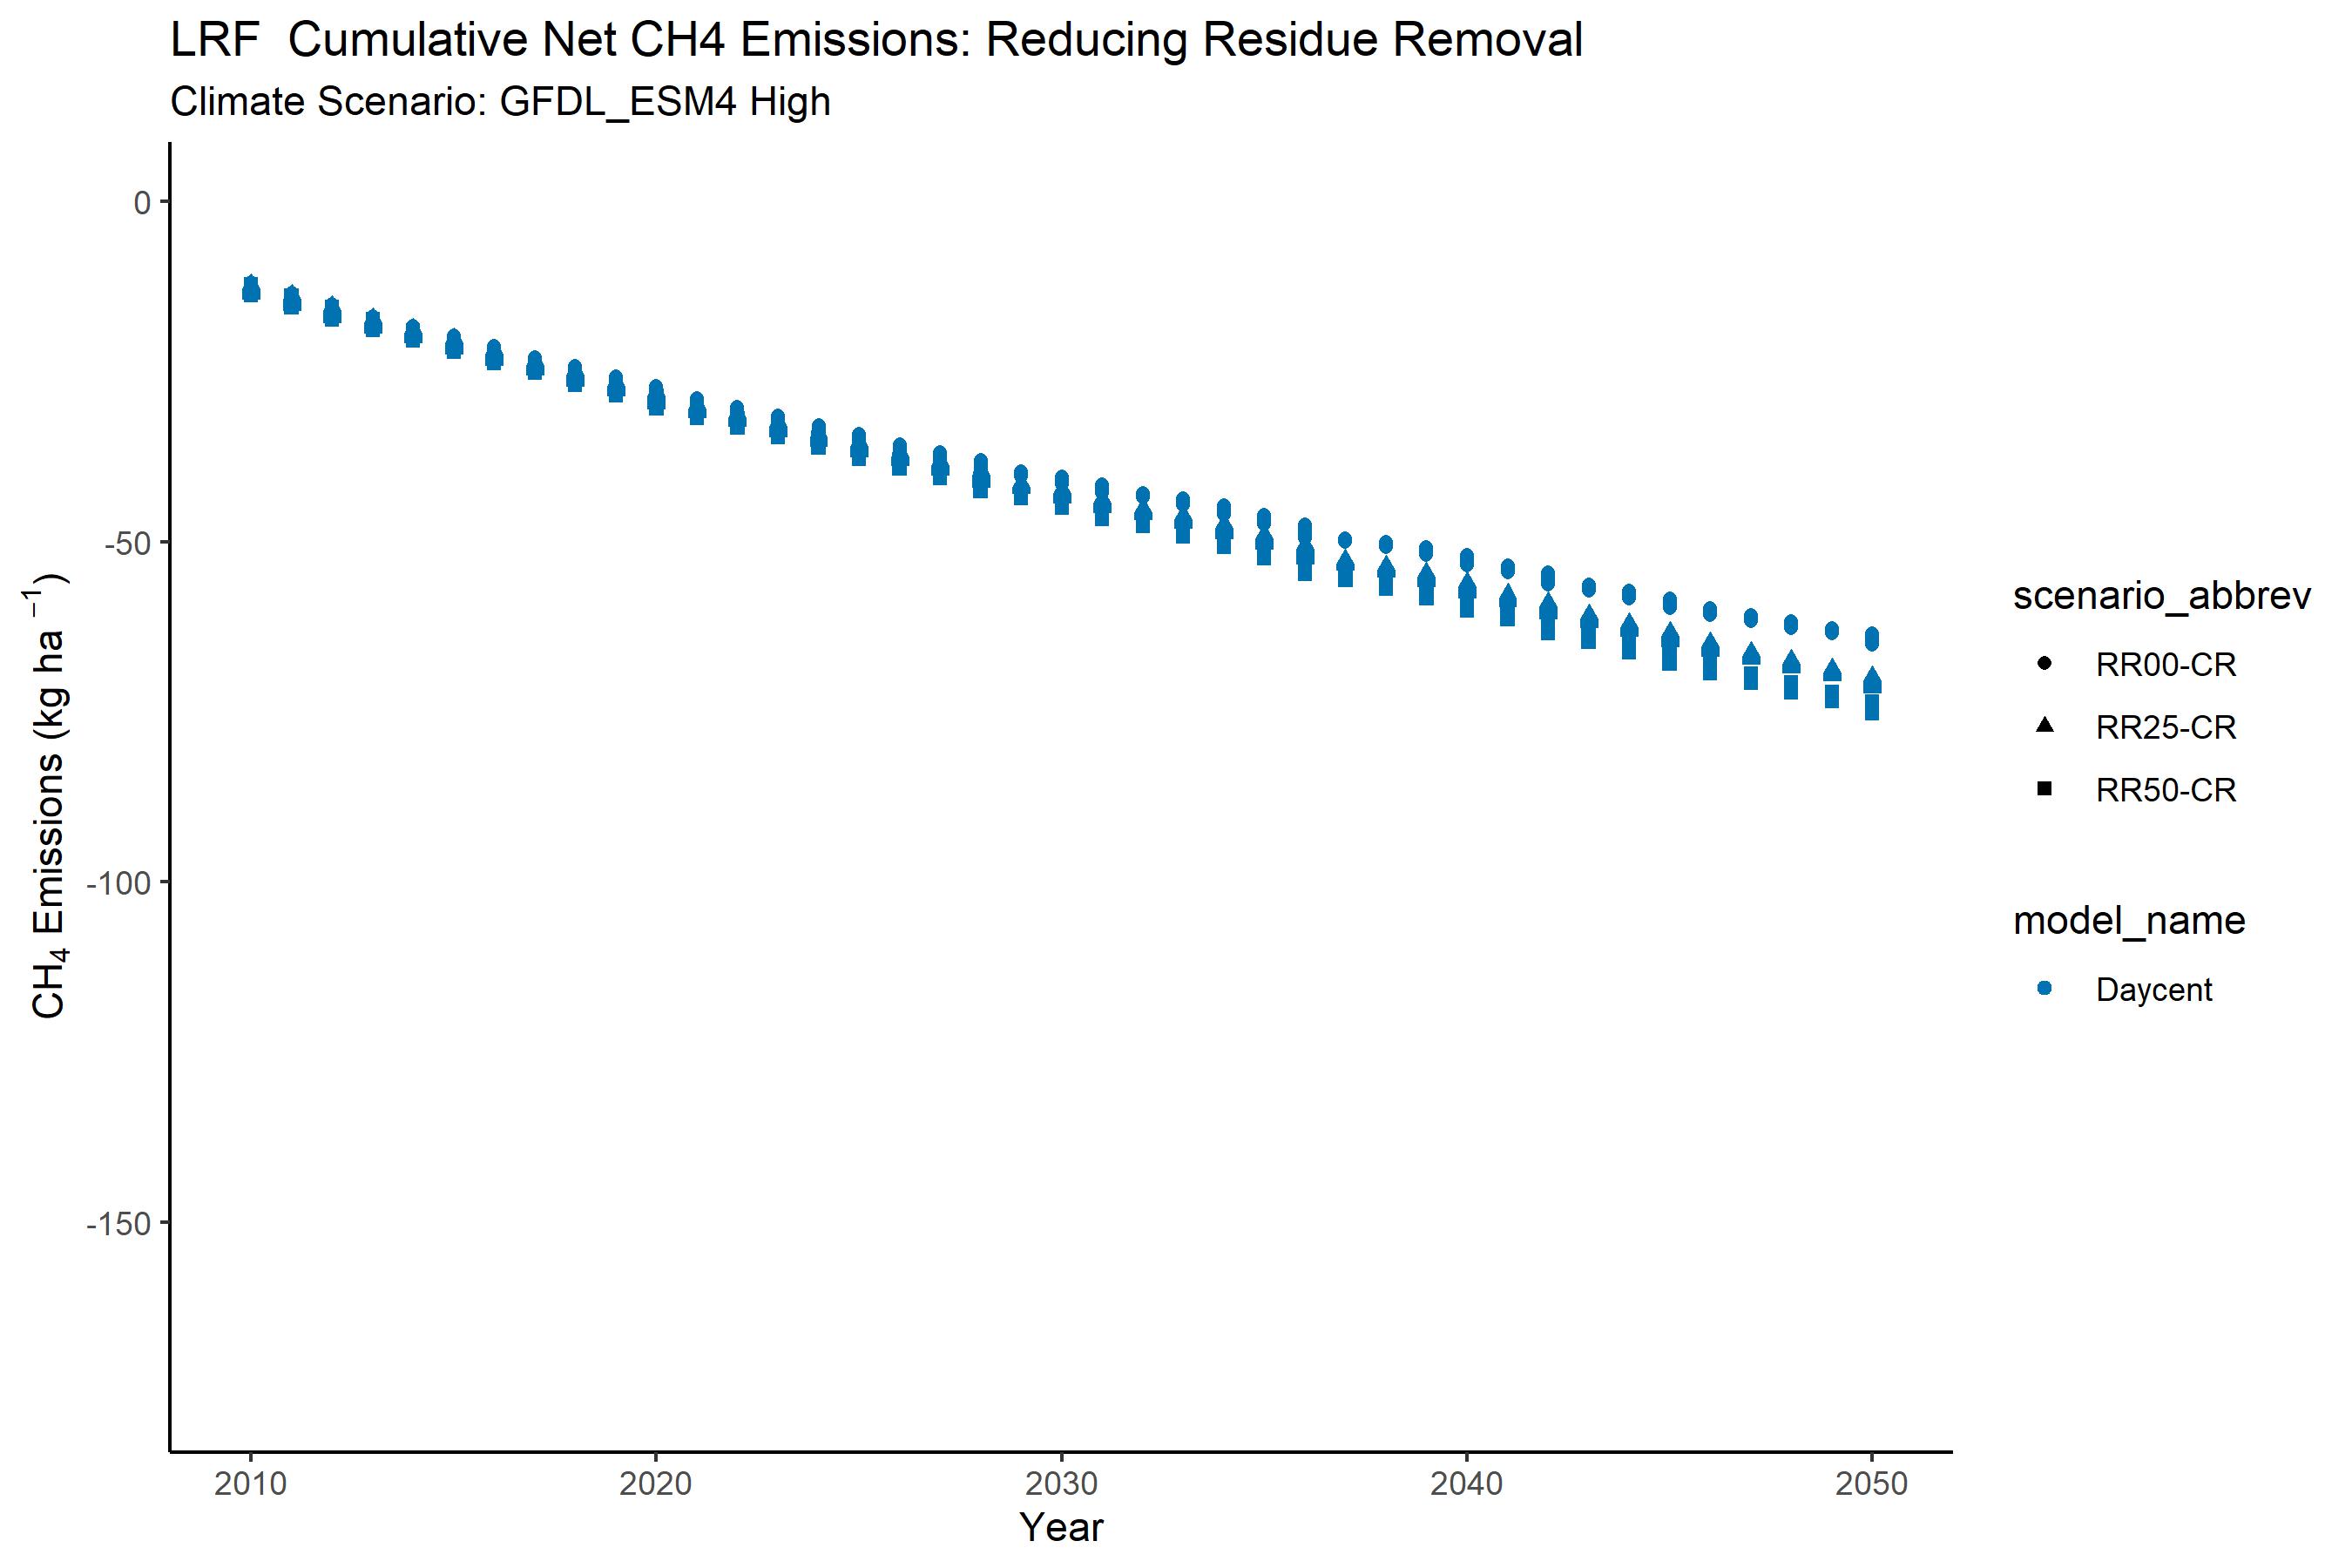 LRF  Cumulative Net CH4 Emissions: Reducing Residue Removal
Climate Scenario: GFDL_ESM4 High
CH₄ Emissions (kg ha ⁻¹)
0
-50
-100
-150
2010
2020
2030
2040
2050
Year
scenario_abbrev
RR00-CR
RR25-CR
RR50-CR
model_name
Daycent